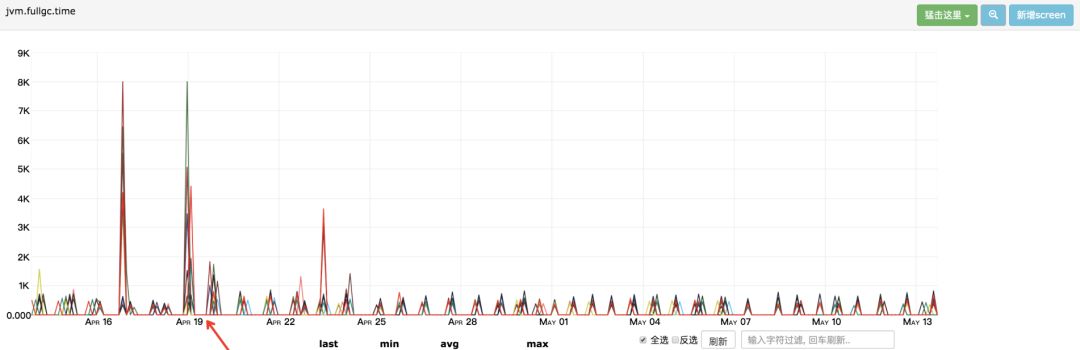 jvm.fullgc.time
猛击这里 新增screen
9K
8K
7K
6K
5K
4K
3K
2K
1K
0.000
Apr 16 Apr 19 Apr 22 Apr 25 Apr 28 May 01 May 04 May 07 May 10 May 13
last min avg max
全选 反选 刷新 输入字符过滤, 回车刷新..